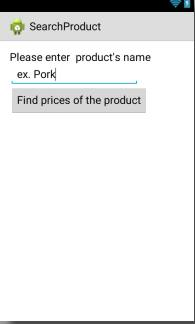 SearchProduct
Please enter  product's name
ex. Pork
Find prices of the product